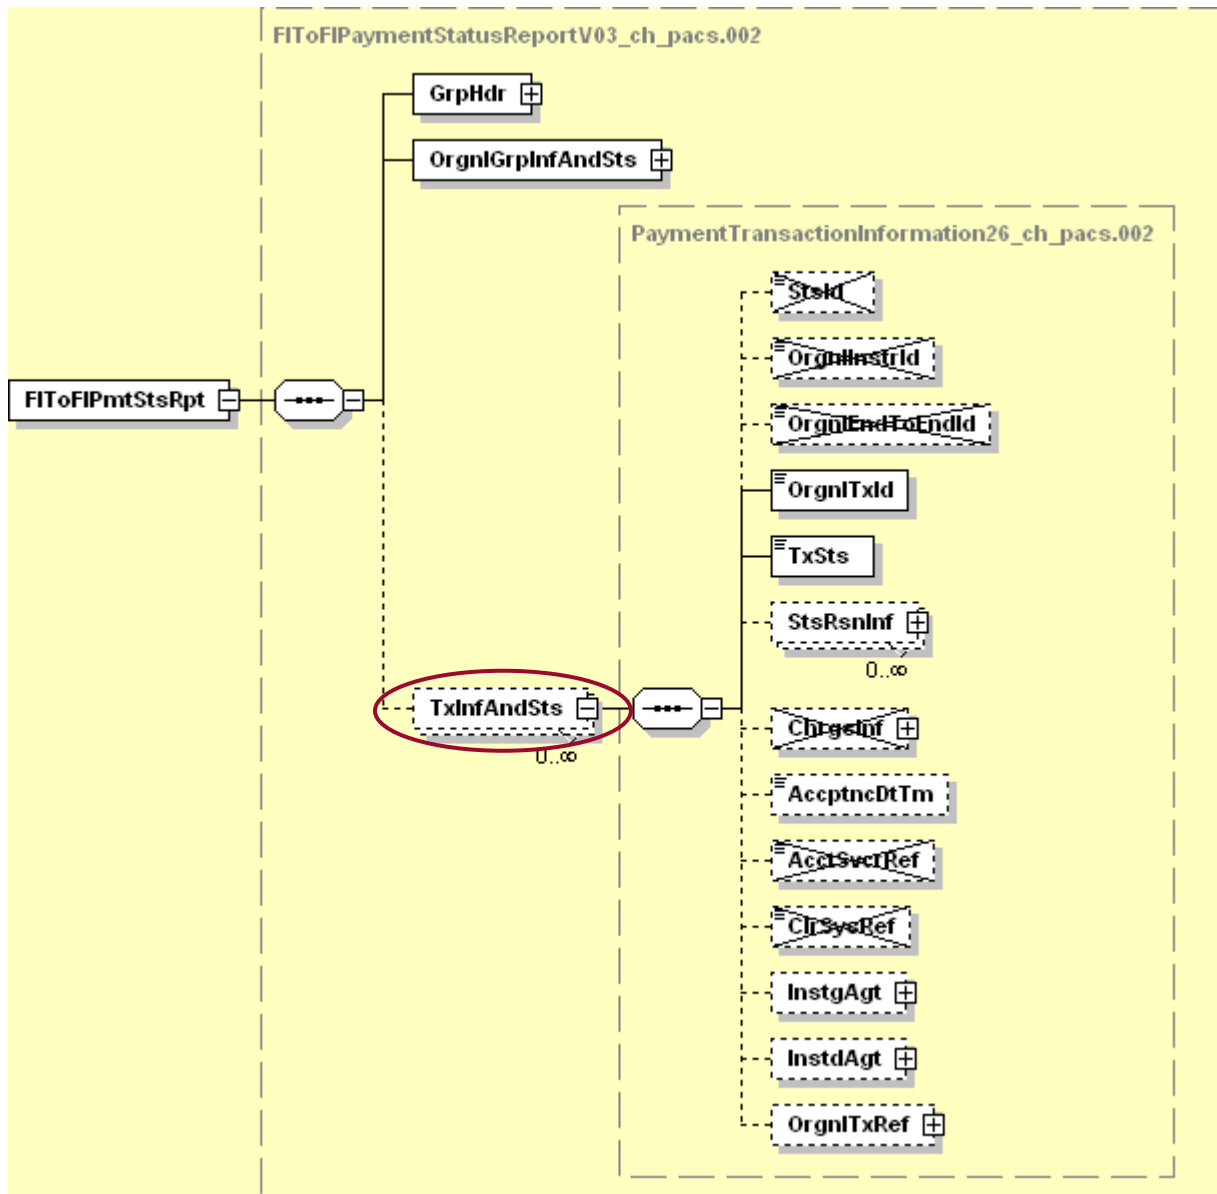 FIToFIPaymentStatusReportV03_ch_pacs.002
GrpHdr
OrgnlGrpInfAndSts
PaymentTransactionInformation26_ch_pacs.002
StsId
OrgnlInstrId
FIToFIPmtStsRpt
OrgnlEndToEndId
OrgnlTxId
TxSts
StsRsnInf
0..∞
TxInfAndSts
0..∞
ChrgsInf
AccptncDtTm
AcctSvcrRef
ClrSysRef
InstgAgt
InstdAgt
OrgnlTxRef